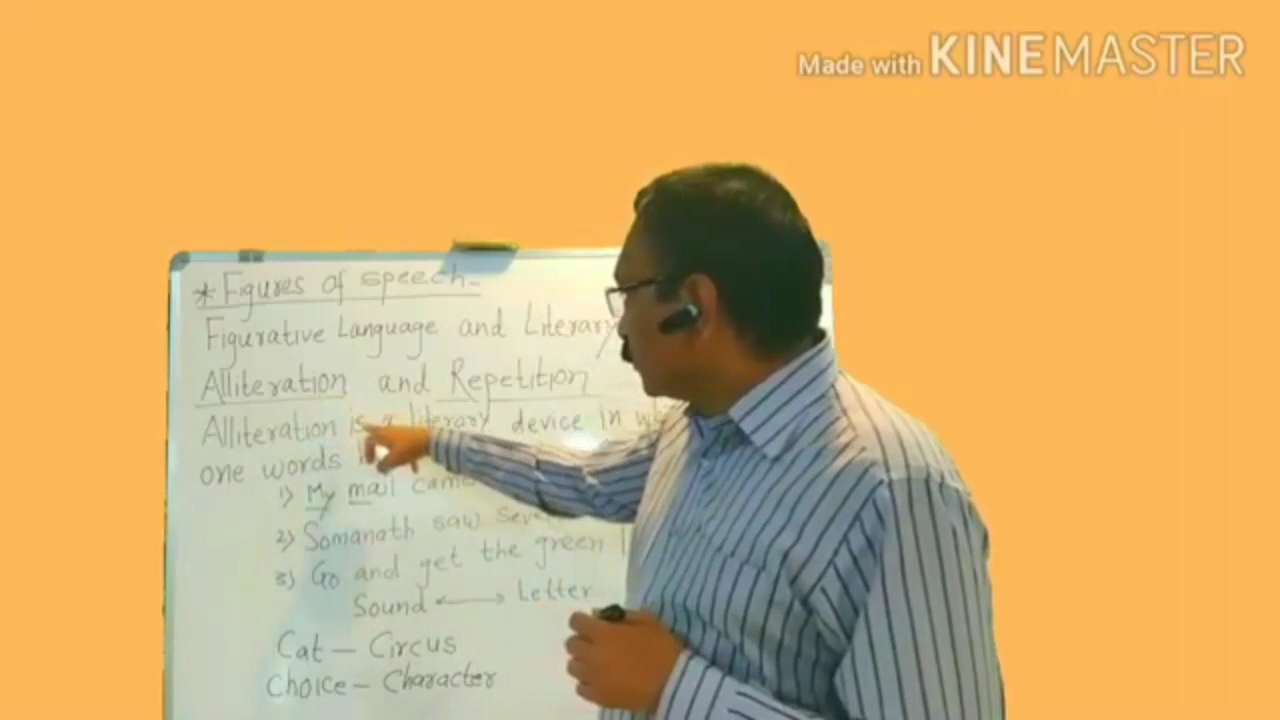 Made with KINEMASTER
* Figures of speech-
Figurative Language and Literary
Alliteration and Repetition
Alliteration is a literary device in
one words
1) My mail came
2) Somanath saw
3) Go and get the green
Sound ⟷ Letter
Cat — Circus
Choice — Character